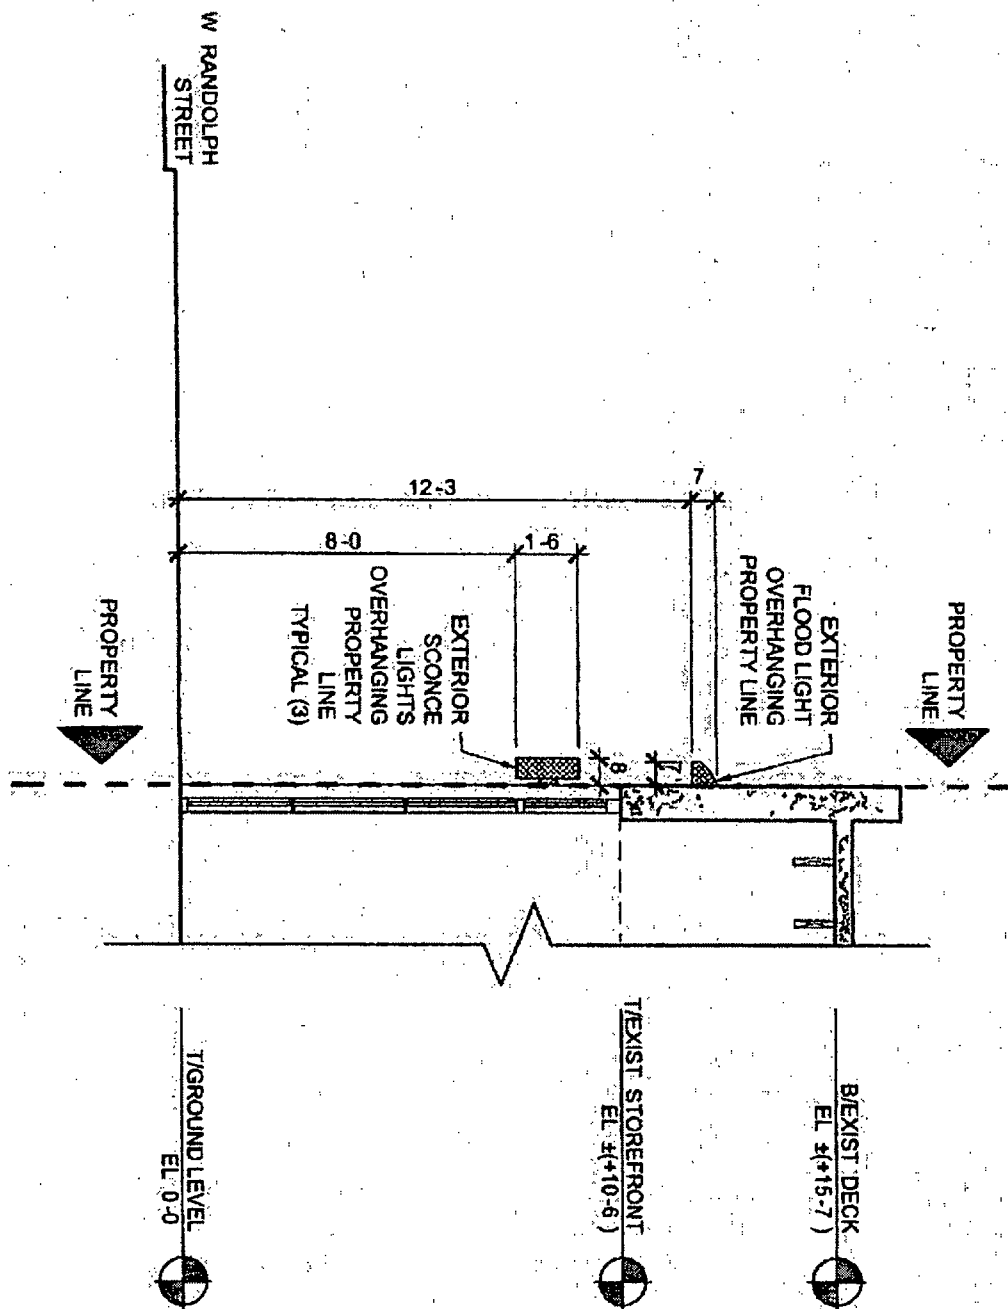 W RANDOLPH
STREET
12-3
7
8-0
1-6
EXTERIOR
FLOOD LIGHT
OVERHANGING
PROPERTY LINE
EXTERIOR
SCONCE
LIGHTS
OVERHANGING
PROPERTY
LINE
TYPICAL (3)
8
7
PROPERTY
LINE
PROPERTY
LINE
B/EXIST DECK
EL ±(+15-7)
T/EXIST STOREFRONT
EL ±(+10-6)
T/GROUND LEVEL
EL 0-0